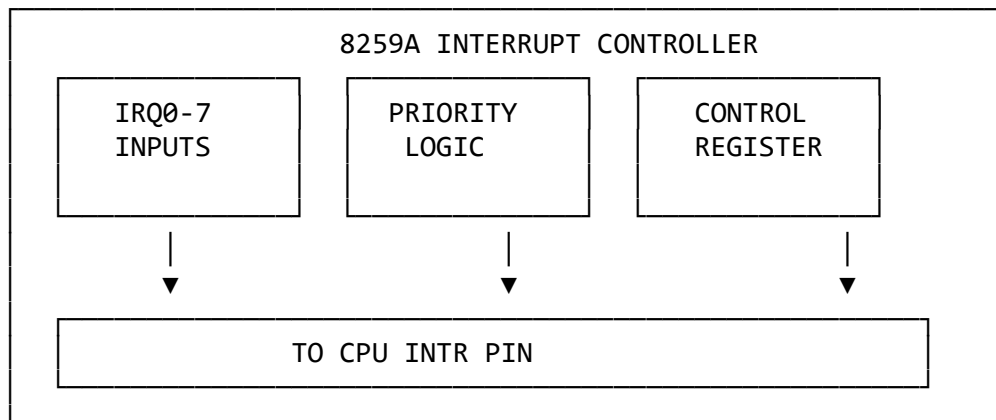 8259A INTERRUPT CONTROLLER
IRQ0-7 PRIORITY CONTROL
INPUTS LOGIC REGISTER
TO CPU INTR PIN